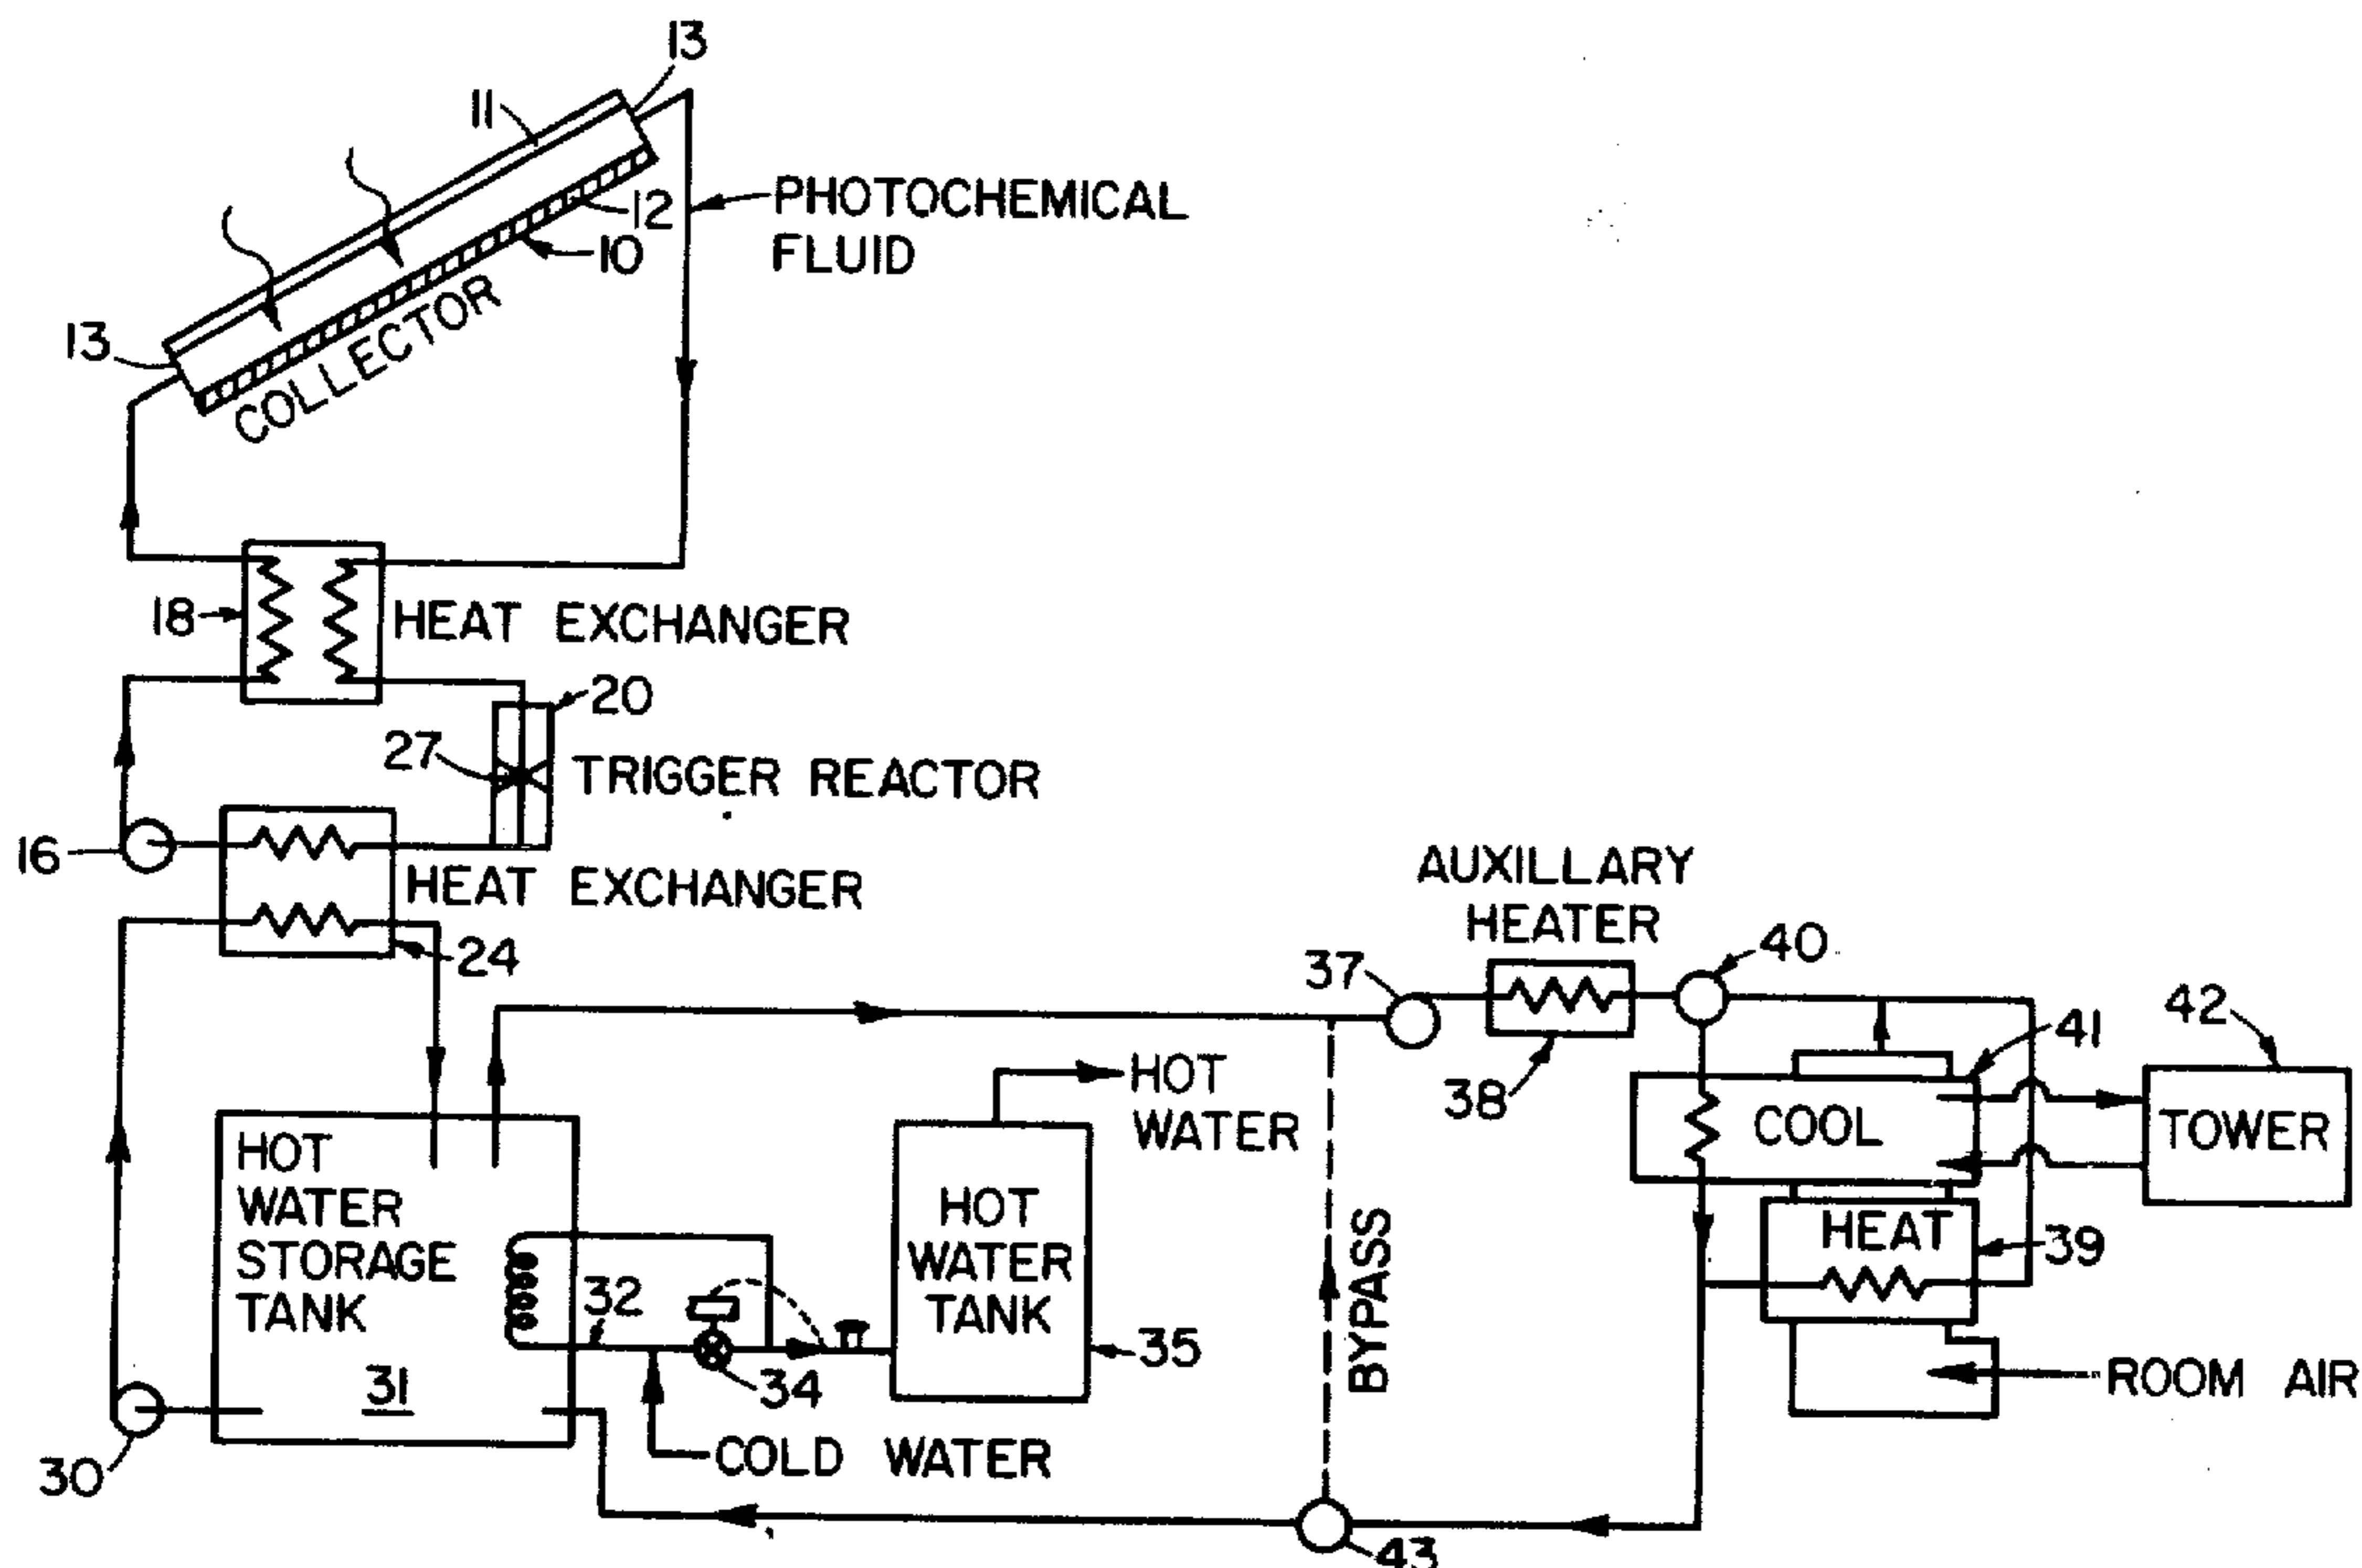 13
11
PHOTOCHEMICAL
FLUID
12
10
COLLECTOR
13
18
HEAT EXCHANGER
20
27
TRIGGER REACTOR
16
HEAT EXCHANGER
24
AUXILLARY
HEATER
37
40
42
41
38
HOT
WATER
COOL
TOWER
HOT
WATER
STORAGE
TANK
HOT
WATER
TANK
BYPASS
HEAT
39
32
35
34
31
ROOM AIR
COLD WATER
30
43